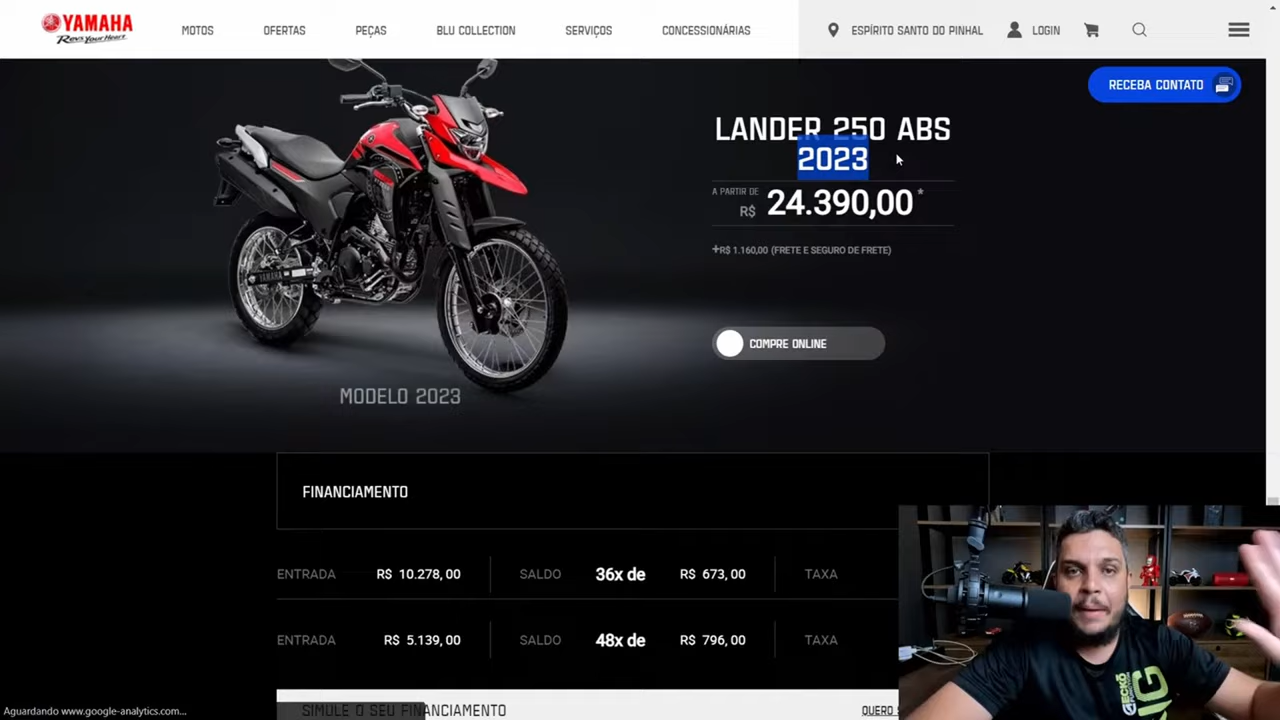 YAMAHA
Revs Your Heart
MOTOS OFERTAS PEÇAS BLU COLLECTION SERVIÇOS CONCESSIONÁRIAS ESPÍRITO SANTO DO PINHAL LOGIN
RECEBA CONTATO
LANDER 250 ABS
2023
A PARTIR DE
R$ 24.390,00*
+R$ 1.160,00 (FRETE E SEGURO DE FRETE)
COMPRE ONLINE
YAMAHA
MODELO 2023
FINANCIAMENTO
ENTRADA R$ 10.278,00 SALDO 36x de R$ 673,00 TAXA
ENTRADA R$ 5.139,00 SALDO 48x de R$ 796,00 TAXA
SIMULE O SEU FINANCIAMENTO QUERO
Aguardando www.google-analytics.com...